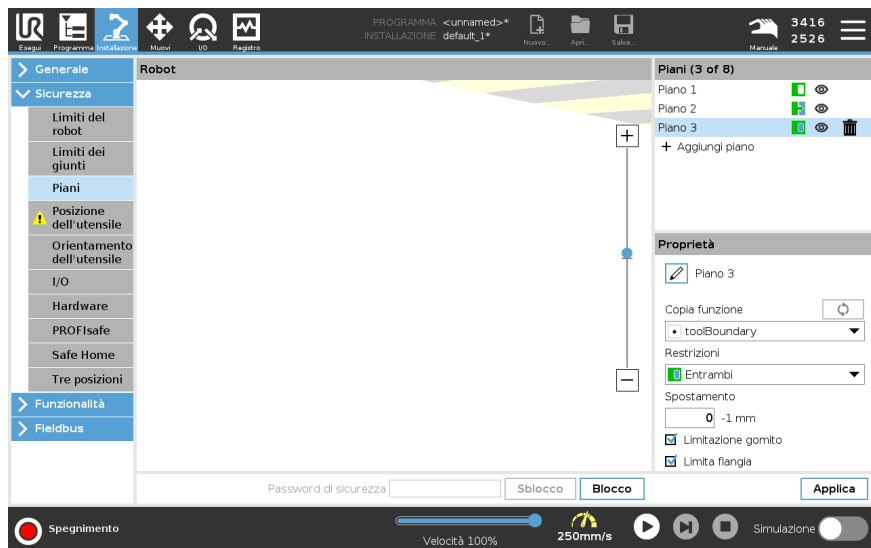 PROGRAMMA <unnamed>*
INSTALLAZIONE default_1*
Esegui Programma Installazione Muovi I/O Registro
Nuovo... Apri... Salva...
Manuale
3416
2526
Generale
Sicurezza
Limiti del
robot
Limiti dei
giunti
Piani
Posizione
dell'utensile
Orientamento
dell'utensile
I/O
Hardware
PROFIsafe
Safe Home
Tre posizioni
Funzionalità
Fieldbus
Robot
Piani (3 of 8)
Piano 1
Piano 2
Piano 3
+ Aggiungi piano
Proprietà
Piano 3
Copia funzione
toolBoundary
Restrizioni
Entrambi
Spostamento
0 -1 mm
Limitazione gomito
Limita flangia
Password di sicurezza Sblocco Blocco
Applica
Spegnimento
Velocità 100%
250mm/s
Simulazione